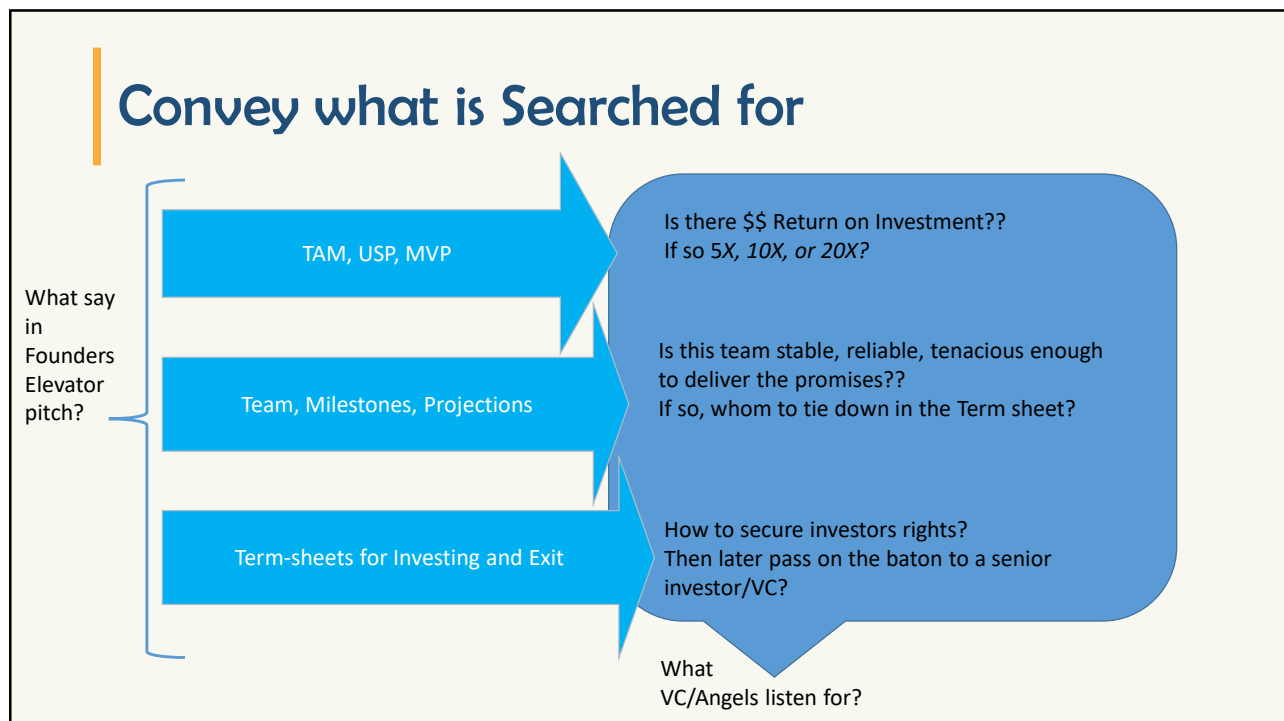 Convey what is Searched for
What say
in
Founders
Elevator
pitch?
TAM, USP, MVP
Is there $$ Return on Investment??
If so 5X, 10X, or 20X?
Team, Milestones, Projections
Is this team stable, reliable, tenacious enough
to deliver the promises??
If so, whom to tie down in the Term sheet?
Term-sheets for Investing and Exit
How to secure investors rights?
Then later pass on the baton to a senior
investor/VC?
What
VC/Angels listen for?